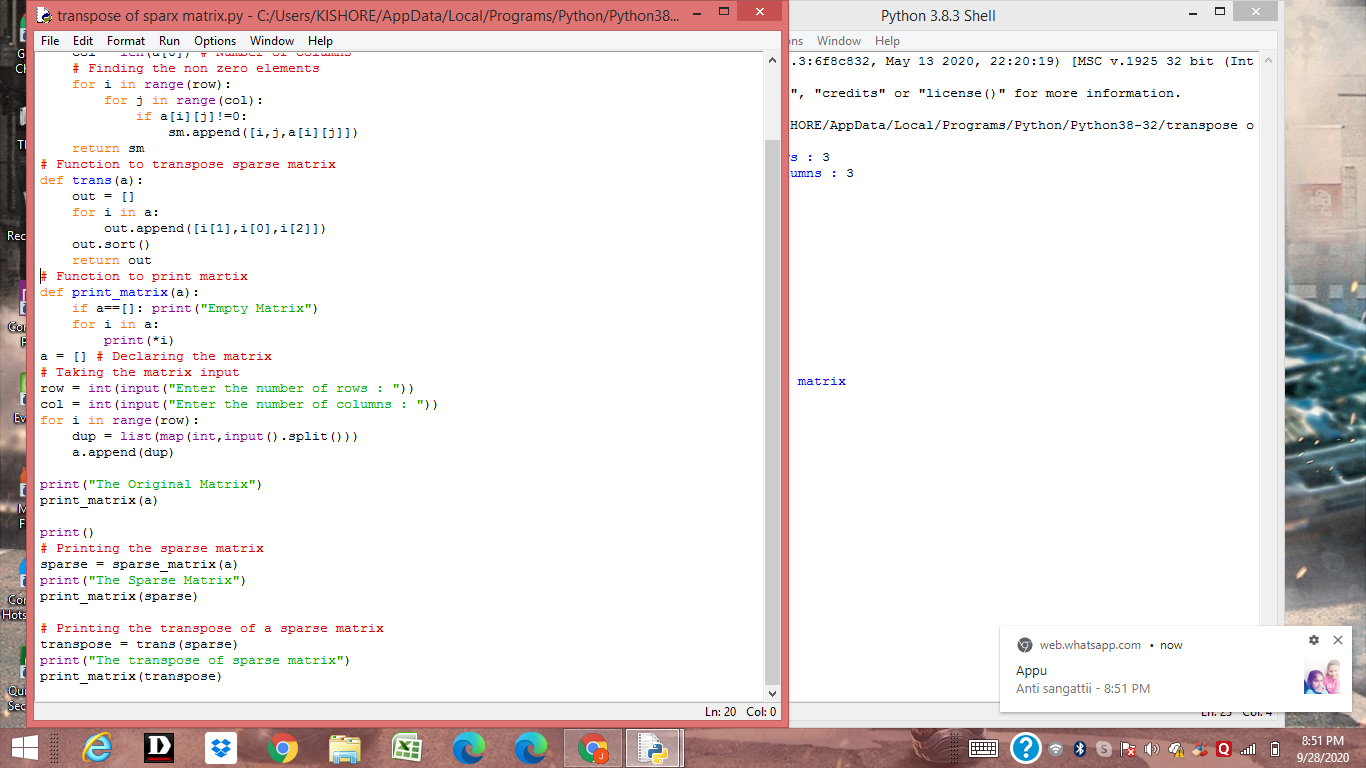 transpose of sparx matrix.py - C:/Users/KISHORE/AppData/Local/Programs/Python/Python38...
File Edit Format Run Options Window Help
col = len(a[0]) # Number of columns
# Finding the non zero elements
for i in range(row):
for j in range(col):
if a[i][j]!=0:
sm.append([i,j,a[i][j]])
return sm
# Function to transpose sparse matrix
def trans(a):
out = []
for i in a:
out.append([i[1],i[0],i[2]])
out.sort()
return out
# Function to print martix
def print_matrix(a):
if a==[]: print("Empty Matrix")
for i in a:
print(*i)
a = [] # Declaring the matrix
# Taking the matrix input
row = int(input("Enter the number of rows : "))
col = int(input("Enter the number of columns : "))
for i in range(row):
dup = list(map(int,input().split()))
a.append(dup)
print("The Original Matrix")
print_matrix(a)
print()
# Printing the sparse matrix
sparse = sparse_matrix(a)
print("The Sparse Matrix")
print_matrix(sparse)
# Printing the transpose of a sparse matrix
transpose = trans(sparse)
print("The transpose of sparse matrix")
print_matrix(transpose)
Ln: 20 Col: 0
Python 3.8.3 Shell
ons Window Help
.3:6f8c832, May 13 2020, 22:20:19) [MSC v.1925 32 bit (Int
", "credits" or "license()" for more information.
HORE/AppData/Local/Programs/Python/Python38-32/transpose o
s : 3
umns : 3
matrix
web.whatsapp.com • now
Appu
Anti sangattii - 8:51 PM
Ln: 23 Col: 4
8:51 PM
9/28/2020